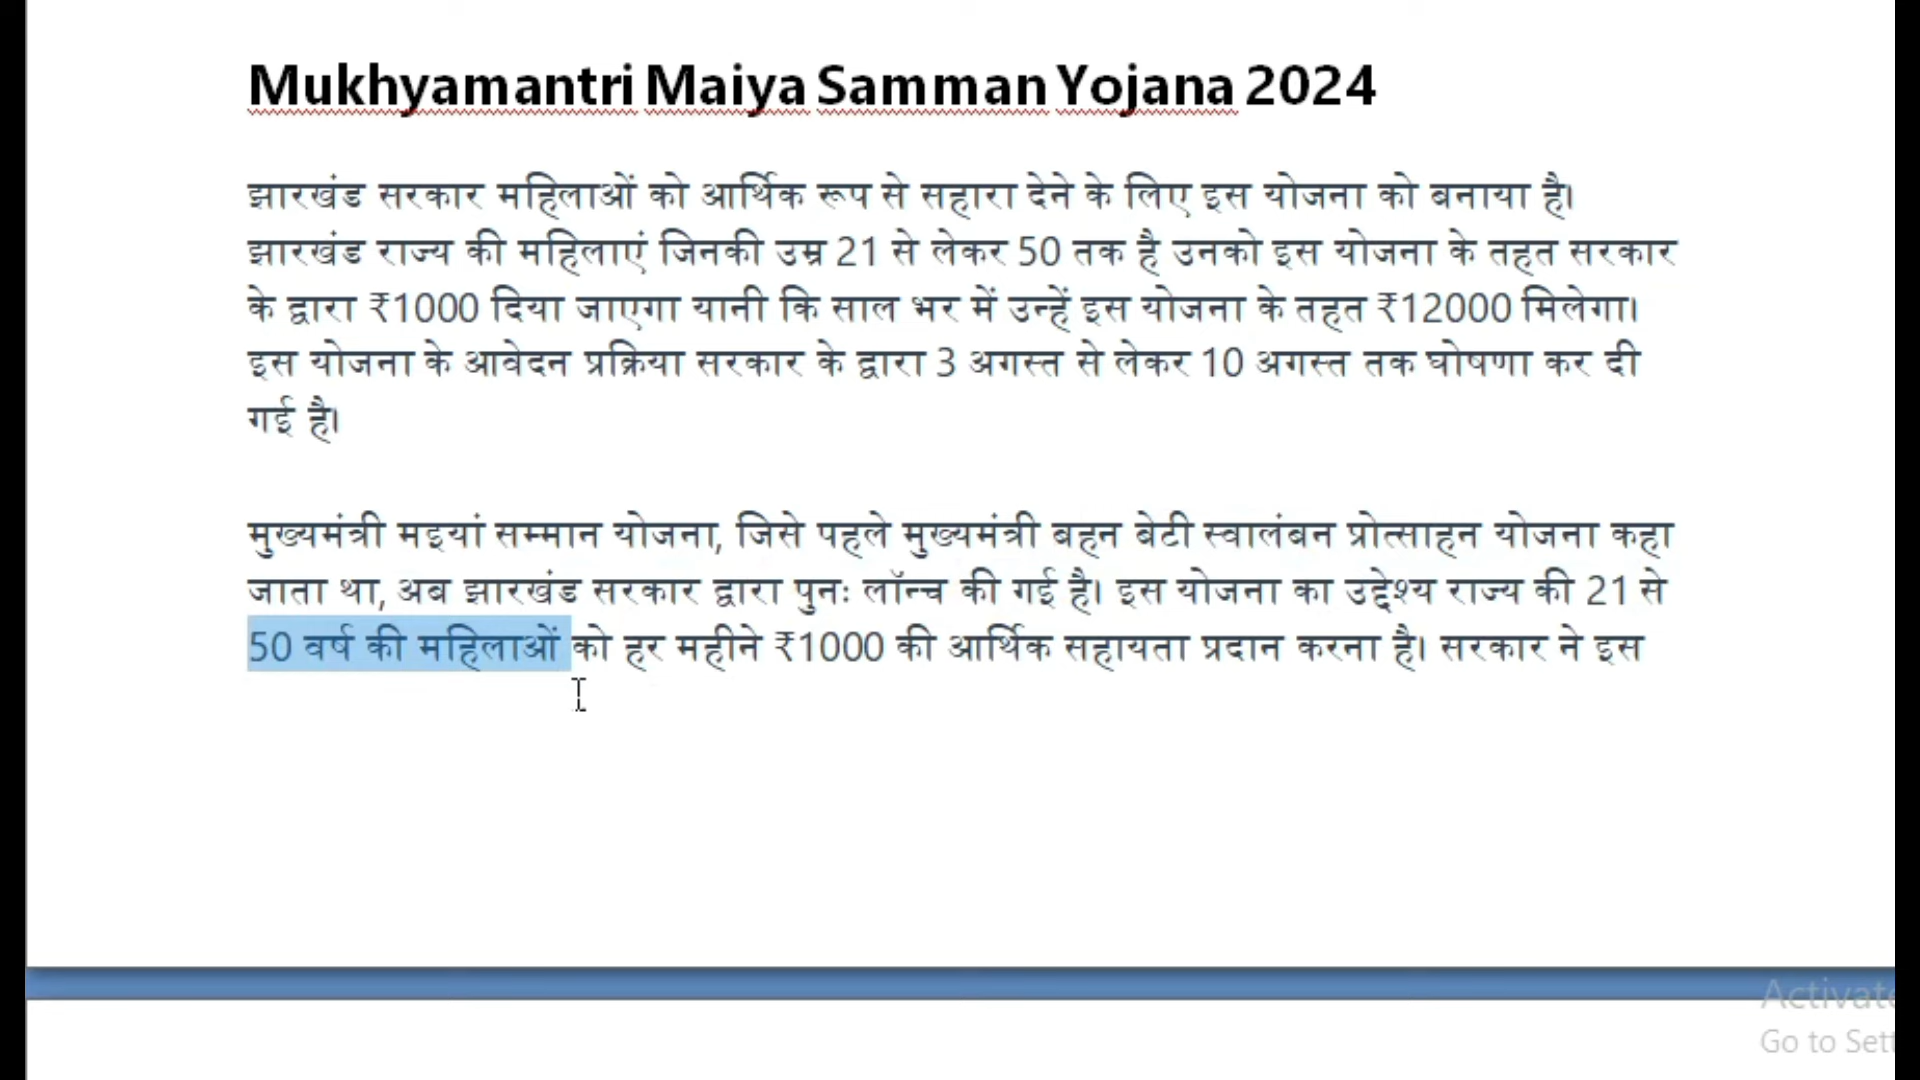 Mukhyamantri Maiya Samman Yojana 2024
झारखंड सरकार महिलाओं को आर्थिक रूप से सहारा देने के लिए इस योजना को बनाया है।
झारखंड राज्य की महिलाएं जिनकी उम्र 21 से लेकर 50 तक है उनको इस योजना के तहत सरकार
के द्वारा ₹1000 दिया जाएगा यानी कि साल भर में उन्हें इस योजना के तहत ₹12000 मिलेगा।
इस योजना के आवेदन प्रक्रिया सरकार के द्वारा 3 अगस्त से लेकर 10 अगस्त तक घोषणा कर दी
गई है।
मुख्यमंत्री मइयां सम्मान योजना, जिसे पहले मुख्यमंत्री बहन बेटी स्वालंबन प्रोत्साहन योजना कहा
जाता था, अब झारखंड सरकार द्वारा पुनः लॉन्च की गई है। इस योजना का उद्देश्य राज्य की 21 से
50 वर्ष की महिलाओं को हर महीने ₹1000 की आर्थिक सहायता प्रदान करना है। सरकार ने इस
Activate
Go to Sett